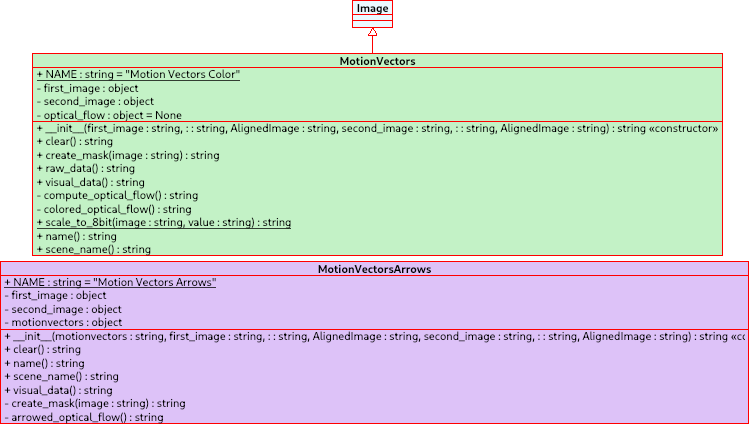 Image
MotionVectors
+ NAME : string = "Motion Vectors Color"
- first_image : object
- second_image : object
- optical_flow : object = None
+ __init__(first_image : string, : : string, AlignedImage : string, second_image : string, : : string, AlignedImage : string) : string «constructor»
+ clear() : string
+ create_mask(image : string) : string
+ raw_data() : string
+ visual_data() : string
- compute_optical_flow() : string
- colored_optical_flow() : string
+ scale_to_8bit(image : string, value : string) : string
+ name() : string
+ scene_name() : string
MotionVectorsArrows
+ NAME : string = "Motion Vectors Arrows"
- first_image : object
- second_image : object
- motionvectors : object
+ __init__(motionvectors : string, first_image : string, : : string, AlignedImage : string, second_image : string, : : string, AlignedImage : string) : string
+ clear() : string
+ name() : string
+ scene_name() : string
+ visual_data() : string
- create_mask(image : string) : string
- arrowed_optical_flow() : string